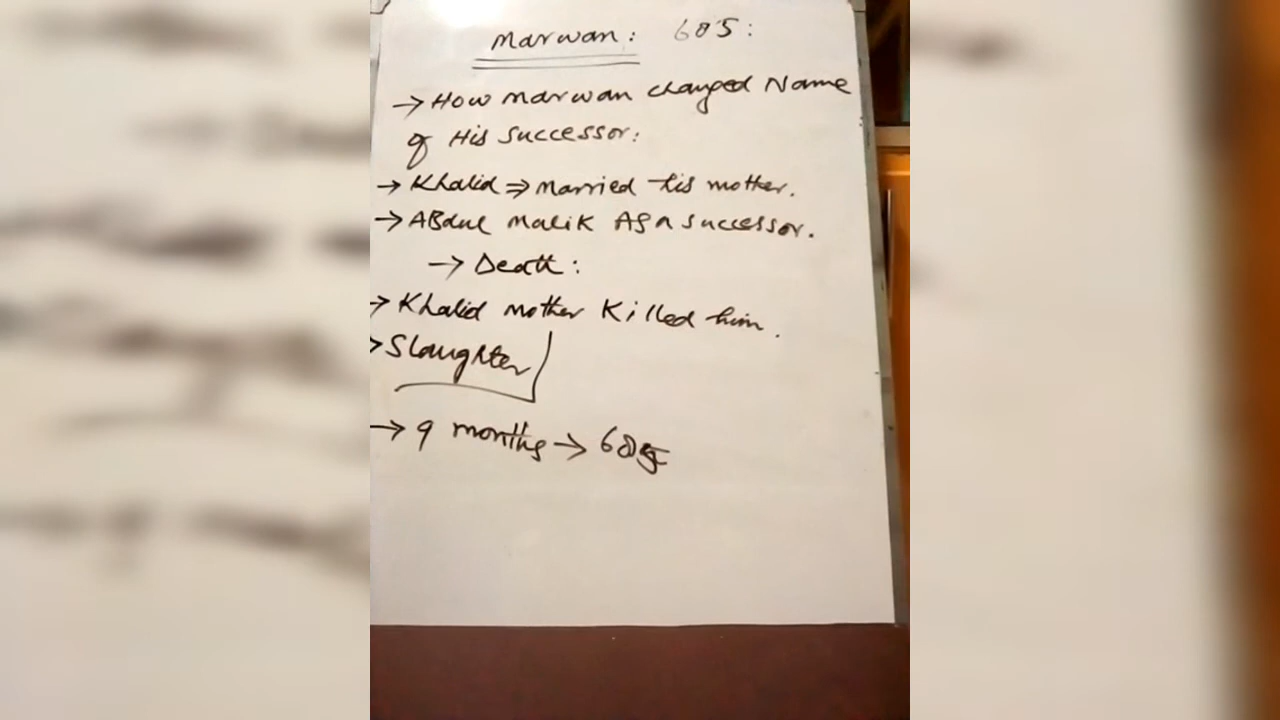 Marwan: 685:
→ How Marwan changed Name
of His Successor:
→ Khalid ⇒ Married his mother.
→ Abdul Malik As a successor.
→ Death:
→ Khalid mother Killed him.
→ Slaughter
→ 9 months → 685